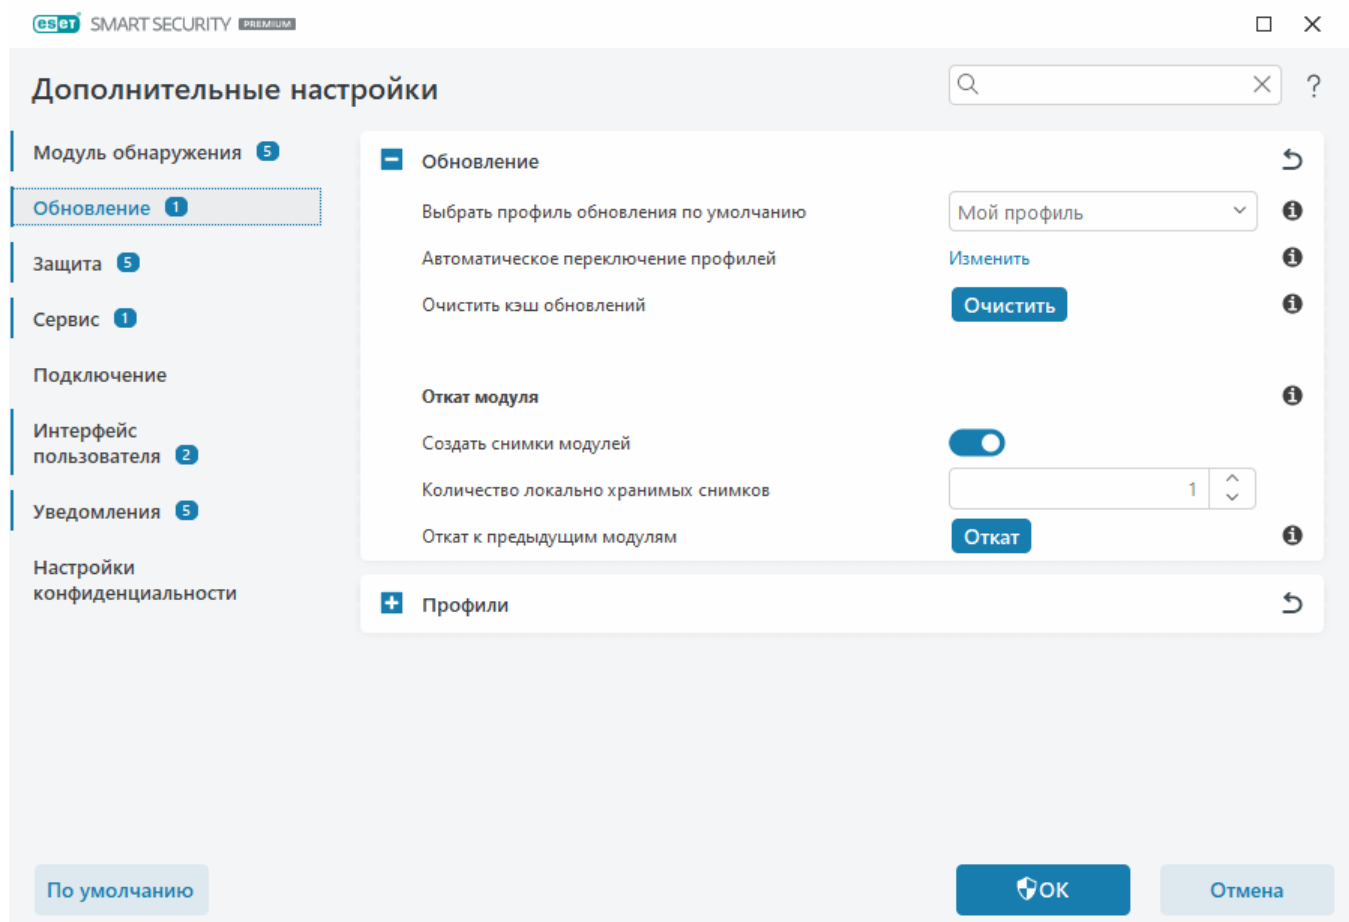 eset SMART SECURITY PREMIUM
Дополнительные настройки
?
Модуль обнаружения 5
Обновление 1
Защита 5
Сервис 1
Подключение
Интерфейс
пользователя 2
Уведомления 5
Настройки
конфиденциальности
Обновление
Выбрать профиль обновления по умолчанию Мой профиль
Автоматическое переключение профилей Изменить
Очистить кэш обновлений Очистить
Откат модуля
Создать снимки модулей
Количество локально хранимых снимков 1
Откат к предыдущим модулям Откат
Профили
По умолчанию
ОК
Отмена